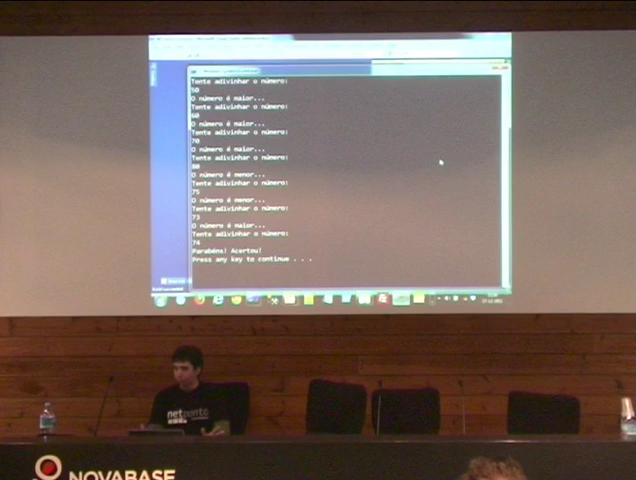 Tente adivinhar o número:
50
O número é maior...
Tente adivinhar o número:
60
O número é maior...
Tente adivinhar o número:
70
O número é maior...
Tente adivinhar o número:
80
O número é menor...
Tente adivinhar o número:
75
O número é menor...
Tente adivinhar o número:
73
O número é maior...
Tente adivinhar o número:
74
Parabéns! Acertou!
Press any key to continue . . .
netponto
NOVABASE